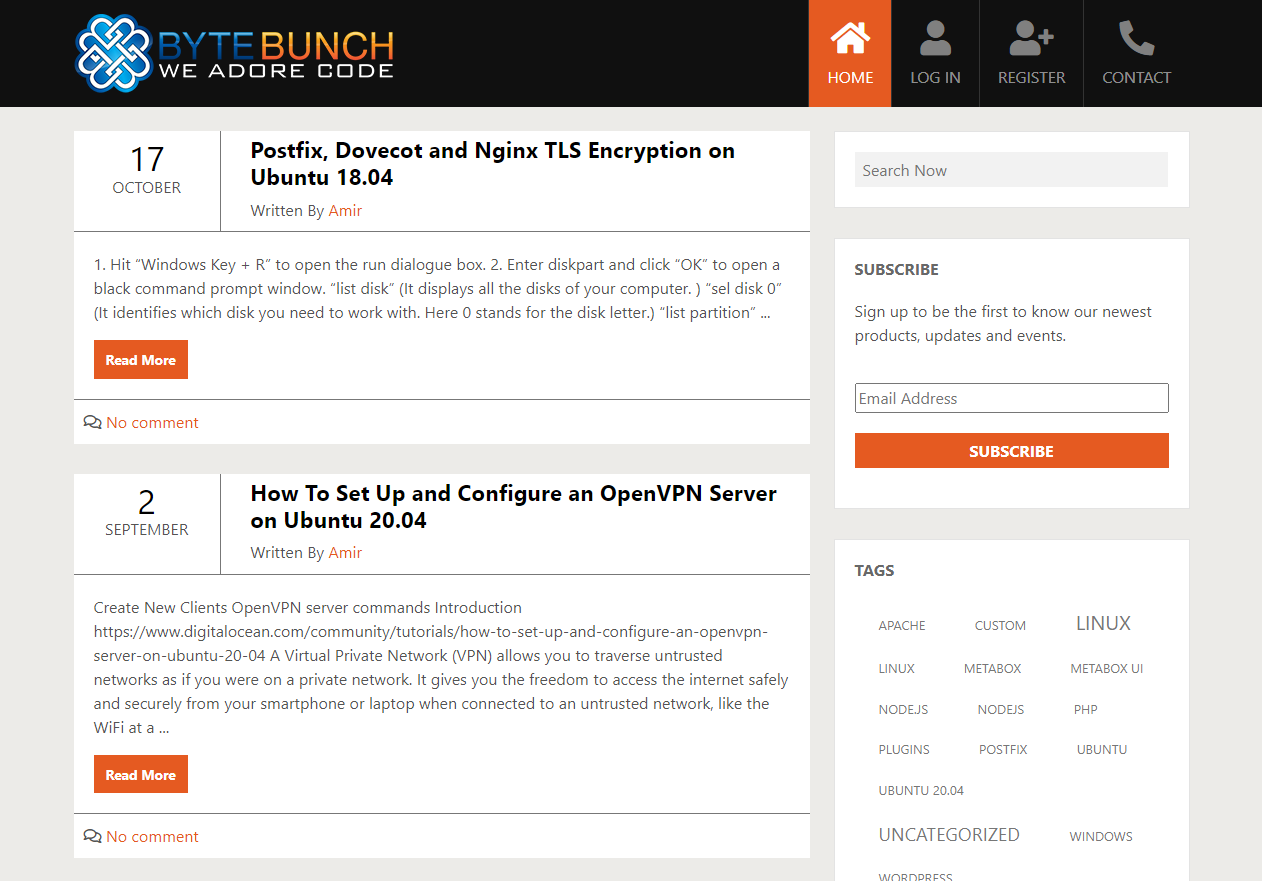 BYTEBUNCH
WE ADORE CODE
HOME
LOG IN
REGISTER
CONTACT
17
OCTOBER
Postfix, Dovecot and Nginx TLS Encryption on
Ubuntu 18.04
Written By Amir
1. Hit “Windows Key + R” to open the run dialogue box. 2. Enter diskpart and click “OK” to open a
black command prompt window. “list disk” (It displays all the disks of your computer. ) “sel disk 0”
(It identifies which disk you need to work with. Here 0 stands for the disk letter.) “list partition” ...
Read More
No comment
2
SEPTEMBER
How To Set Up and Configure an OpenVPN Server
on Ubuntu 20.04
Written By Amir
Create New Clients OpenVPN server commands Introduction
https://www.digitalocean.com/community/tutorials/how-to-set-up-and-configure-an-openvpn-
server-on-ubuntu-20-04 A Virtual Private Network (VPN) allows you to traverse untrusted
networks as if you were on a private network. It gives you the freedom to access the internet safely
and securely from your smartphone or laptop when connected to an untrusted network, like the
WiFi at a ...
Read More
No comment
Search Now
SUBSCRIBE
Sign up to be the first to know our newest
products, updates and events.
Email Address
SUBSCRIBE
TAGS
APACHE CUSTOM LINUX
LINUX METABOX METABOX UI
NODE.JS NODEJS PHP
PLUGINS POSTFIX UBUNTU
UBUNTU 20.04
UNCATEGORIZED WINDOWS
WORDPRESS